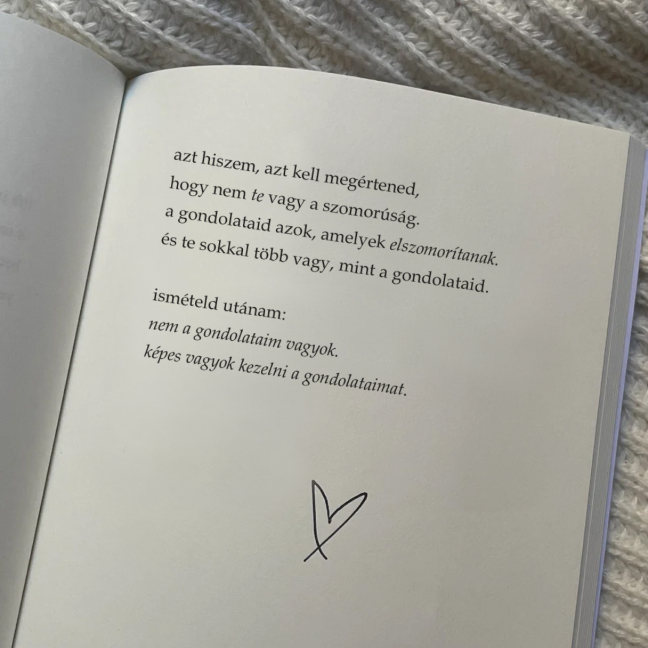 azt hiszem, azt kell megértened,
hogy nem te vagy a szomorúság.
a gondolataid azok, amelyek elszomorítanak.
és te sokkal több vagy, mint a gondolataid.
ismételd utánam:
nem a gondolataim vagyok.
képes vagyok kezelni a gondolataimat.